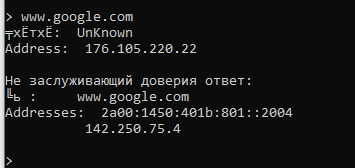 > www.google.com
╤хЁтхЁ:  UnKnown
Address:  176.105.220.22
Не заслуживающий доверия ответ:
╚ь :     www.google.com
Addresses:  2a00:1450:401b:801::2004
          142.250.75.4
>